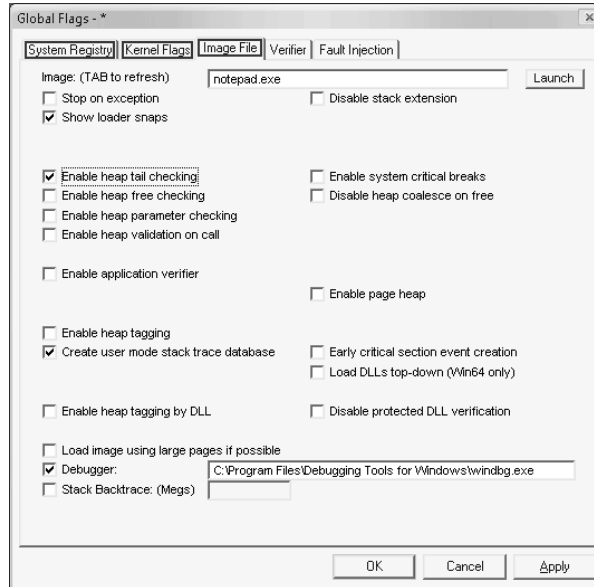 Global Flags - *
System Registry Kernel Flags Image File Verifier Fault Injection
Image: (TAB to refresh) notepad.exe Launch
Stop on exception Disable stack extension
Show loader snaps
Enable heap tail checking Enable system critical breaks
Enable heap free checking Disable heap coalesce on free
Enable heap parameter checking
Enable heap validation on call
Enable application verifier
Enable page heap
Enable heap tagging
Create user mode stack trace database Early critical section event creation
Load DLLs top-down (Win64 only)
Enable heap tagging by DLL Disable protected DLL verification
Load image using large pages if possible
Debugger: C:\Program Files\Debugging Tools for Windows\windbg.exe
Stack Backtrace: (Megs)
OK Cancel Apply